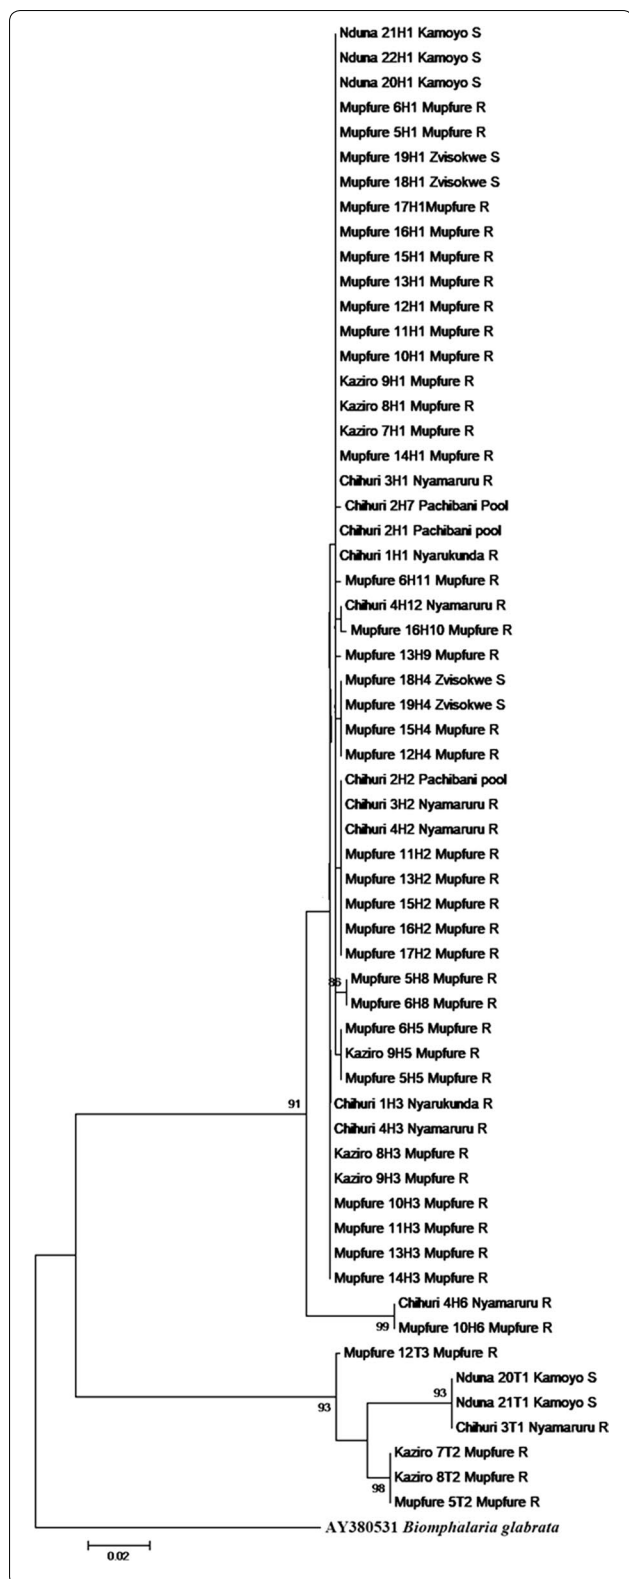 Nduna 21H1 Kamoyo S
Nduna 22H1 Kamoyo S
Nduna 20H1 Kamoyo S
Mupfure 6H1 Mupfure R
Mupfure 5H1 Mupfure R
Mupfure 19H1 Zvisokwe S
Mupfure 18H1 Zvisokwe S
Mupfure 17H1Mupfure R
Mupfure 16H1 Mupfure R
Mupfure 15H1 Mupfure R
Mupfure 13H1 Mupfure R
Mupfure 12H1 Mupfure R
Mupfure 11H1 Mupfure R
Mupfure 10H1 Mupfure R
Kaziro 9H1 Mupfure R
Kaziro 8H1 Mupfure R
Kaziro 7H1 Mupfure R
Mupfure 14H1 Mupfure R
Chihuri 3H1 Nyamaruru R
Chihuri 2H7 Pachibani Pool
Chihuri 2H1 Pachibani pool
Chihuri 1H1 Nyarukunda R
Mupfure 6H11 Mupfure R
Chihuri 4H12 Nyamaruru R
Mupfure 16H10 Mupfure R
Mupfure 13H9 Mupfure R
Mupfure 18H4 Zvisokwe S
Mupfure 19H4 Zvisokwe S
Mupfure 15H4 Mupfure R
Mupfure 12H4 Mupfure R
Chihuri 2H2 Pachibani pool
Chihuri 3H2 Nyamaruru R
Chihuri 4H2 Nyamaruru R
Mupfure 11H2 Mupfure R
Mupfure 13H2 Mupfure R
Mupfure 15H2 Mupfure R
Mupfure 16H2 Mupfure R
Mupfure 17H2 Mupfure R
86 Mupfure 5H8 Mupfure R
Mupfure 6H8 Mupfure R
Mupfure 6H5 Mupfure R
Kaziro 9H5 Mupfure R
Mupfure 5H5 Mupfure R
91 Chihuri 1H3 Nyarukunda R
Chihuri 4H3 Nyamaruru R
Kaziro 8H3 Mupfure R
Kaziro 9H3 Mupfure R
Mupfure 10H3 Mupfure R
Mupfure 11H3 Mupfure R
Mupfure 13H3 Mupfure R
Mupfure 14H3 Mupfure R
Chihuri 4H6 Nyamaruru R
99 Mupfure 10H6 Mupfure R
Mupfure 12T3 Mupfure R
Nduna 20T1 Kamoyo S
93
93 Nduna 21T1 Kamoyo S
Chihuri 3T1 Nyamaruru R
Kaziro 7T2 Mupfure R
Kaziro 8T2 Mupfure R
98 Mupfure 5T2 Mupfure R
AY380531 Biomphalaria glabrata
0.02